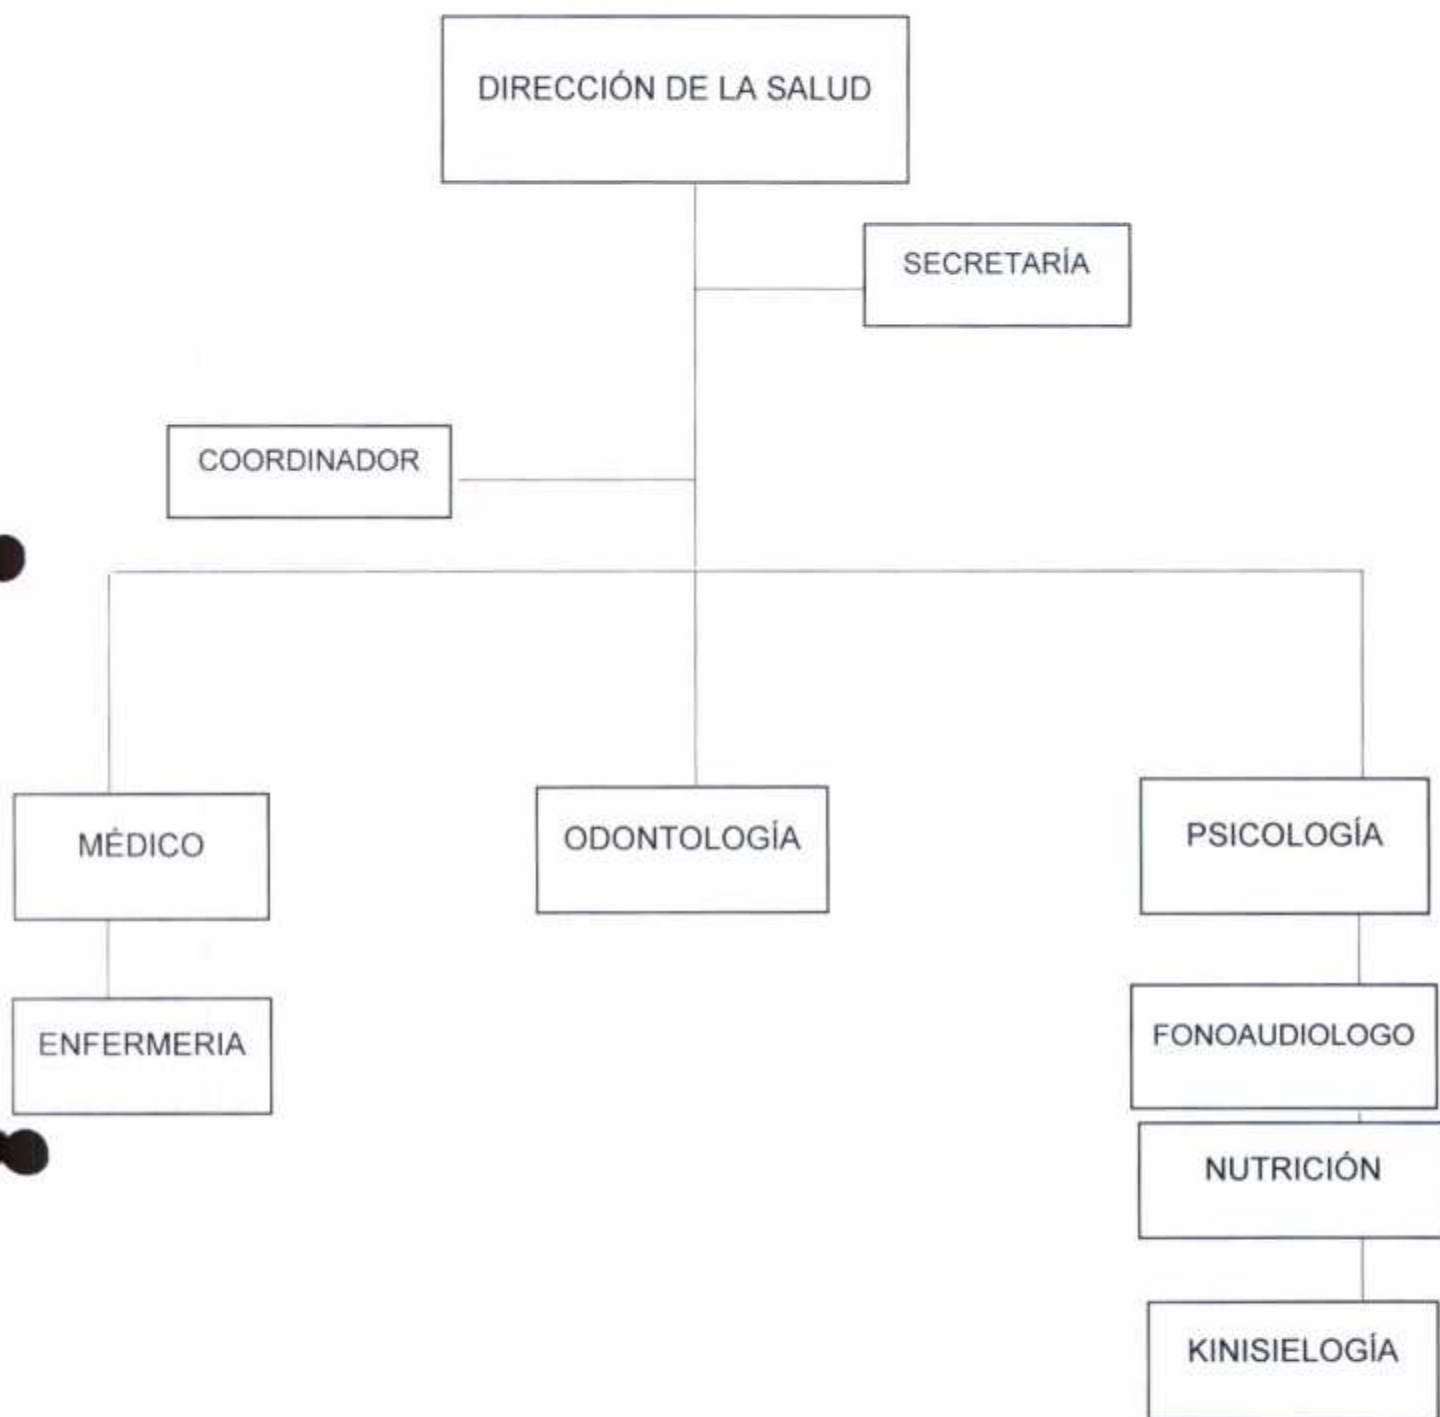 DIRECCIÓN DE LA SALUD
SECRETARÍA
COORDINADOR
MÉDICO
ODONTOLOGÍA
PSICOLOGÍA
ENFERMERIA
FONOAUDIOLOGO
NUTRICIÓN
KINISIELOGÍA